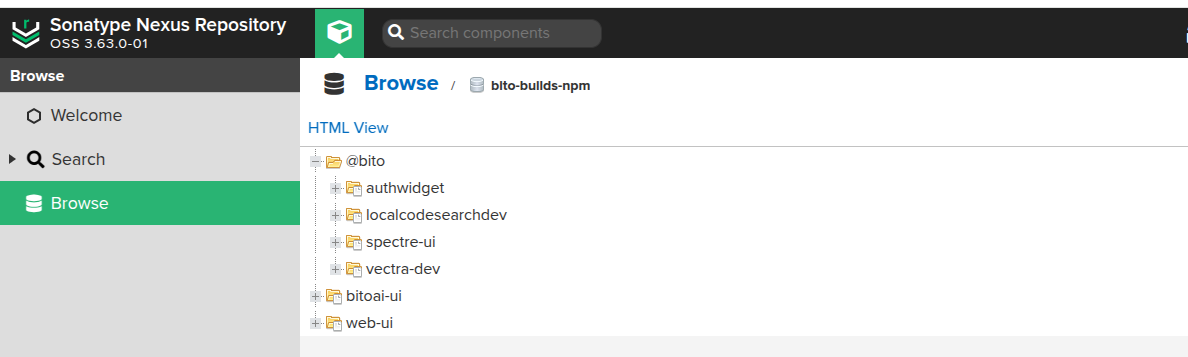 Sonatype Nexus Repository
OSS 3.63.0-01
Search components
Browse
Welcome
Search
Browse
Browse / bito-builds-npm
HTML View
@bito
authwidget
localcodesearchdev
spectre-ui
vectra-dev
bitoai-ui
web-ui